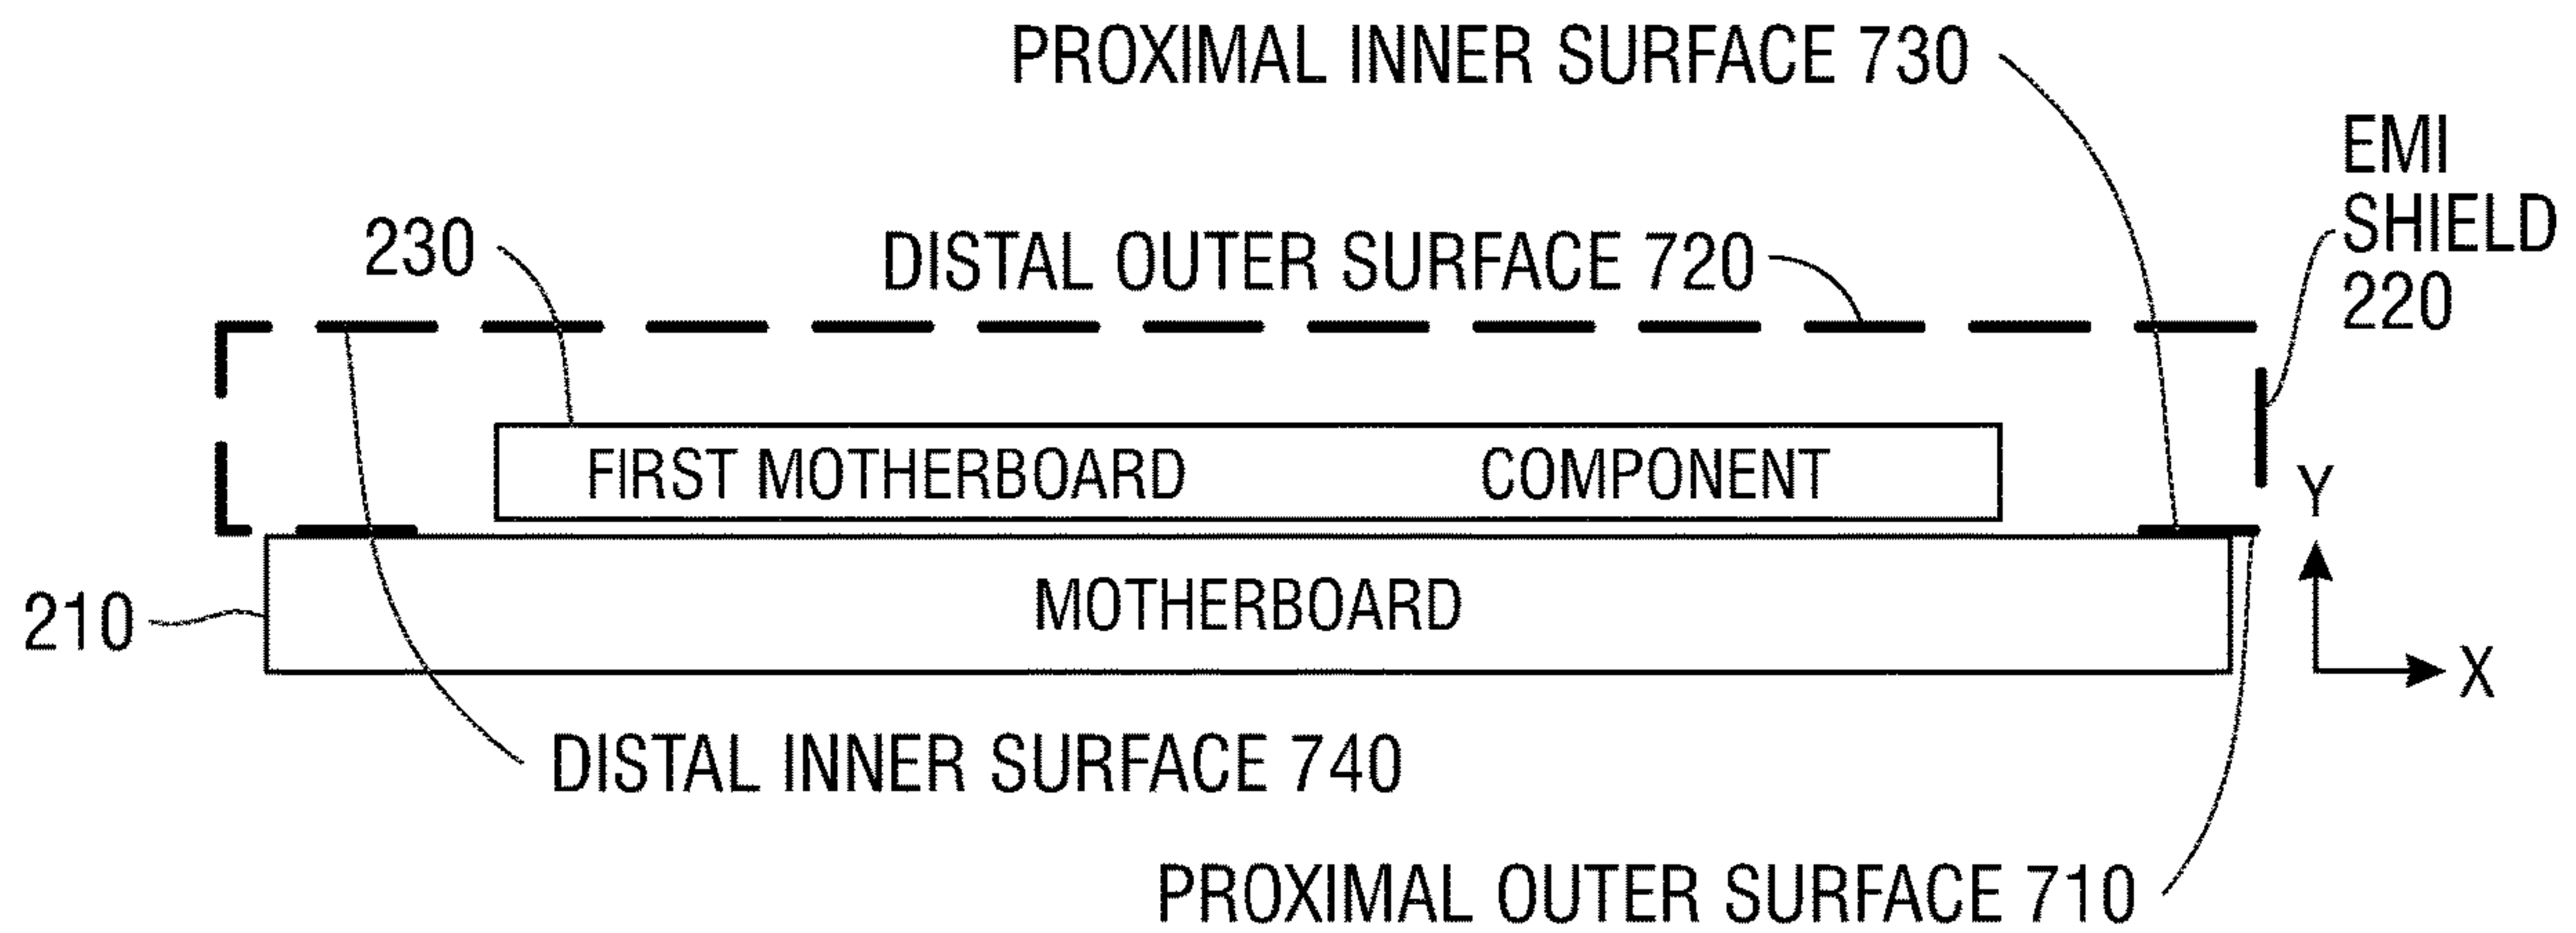 PROXIMAL INNER SURFACE 730
EMI
SHIELD
220
230
DISTAL OUTER SURFACE 720
FIRST MOTHERBOARD COMPONENT
Y
210
MOTHERBOARD
X
DISTAL INNER SURFACE 740
PROXIMAL OUTER SURFACE 710